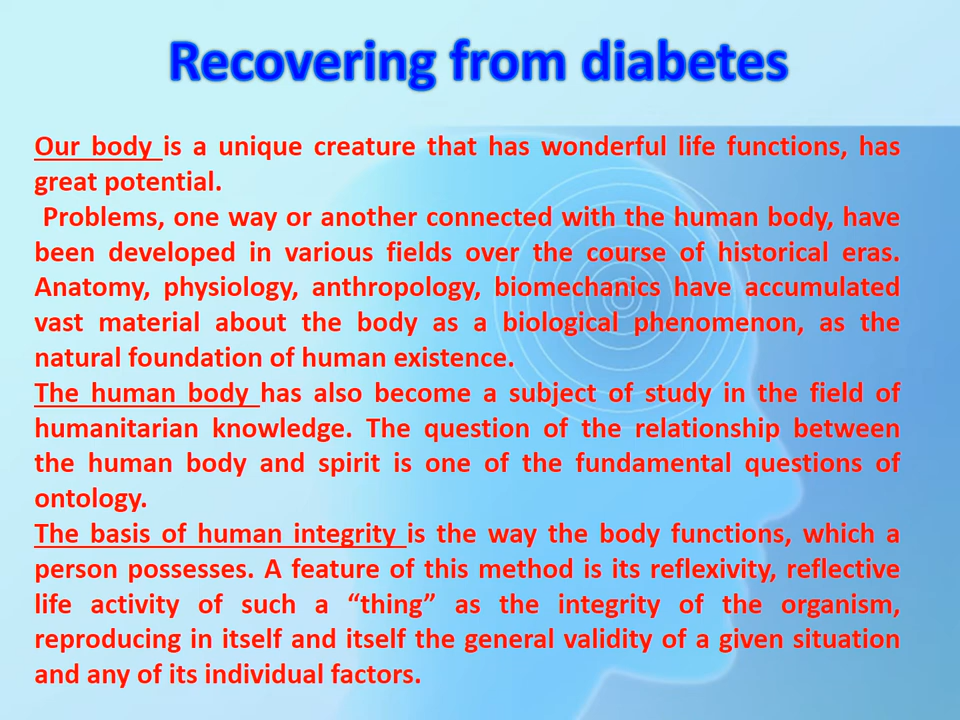 Recovering from diabetes
Our body is a unique creature that has wonderful life functions, has
great potential.
Problems, one way or another connected with the human body, have
been developed in various fields over the course of historical eras.
Anatomy, physiology, anthropology, biomechanics have accumulated
vast material about the body as a biological phenomenon, as the
natural foundation of human existence.
The human body has also become a subject of study in the field of
humanitarian knowledge. The question of the relationship between
the human body and spirit is one of the fundamental questions of
ontology.
The basis of human integrity is the way the body functions, which a
person possesses. A feature of this method is its reflexivity, reflective
life activity of such a “thing” as the integrity of the organism,
reproducing in itself and itself the general validity of a given situation
and any of its individual factors.